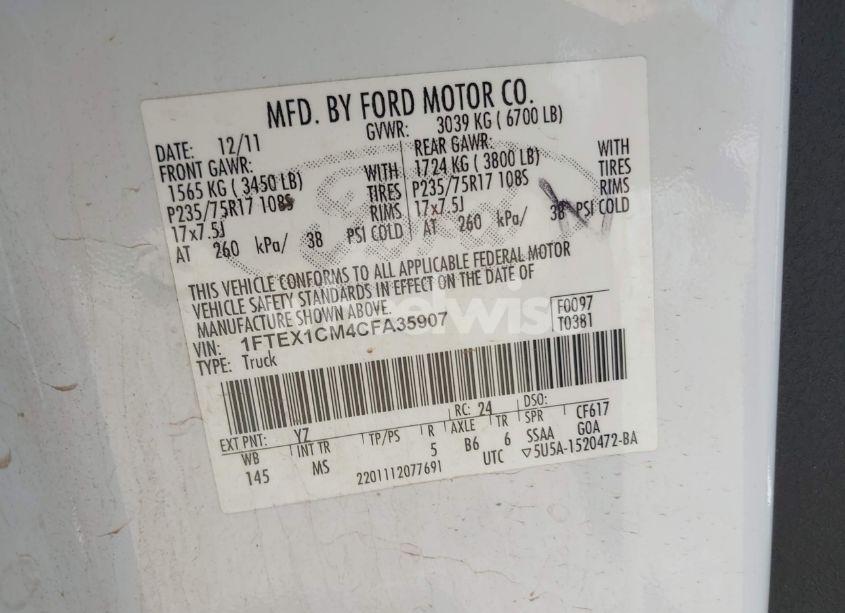 MFD. BY FORD MOTOR CO.
DATE: 12/11 GVWR: 3039 KG ( 6700 LB)
FRONT GAWR: REAR GAWR:
1565 KG ( 3450 LB) WITH 1724 KG ( 3800 LB) WITH
P235/75R17 108S TIRES P235/75R17 108S TIRES
17x7.5J RIMS 17x7.5J RIMS
AT 260 kPa/ 38 PSI COLD AT 260 kPa/ 38 PSI COLD
THIS VEHICLE CONFORMS TO ALL APPLICABLE FEDERAL MOTOR
VEHICLE SAFETY STANDARDS IN EFFECT ON THE DATE OF
MANUFACTURE SHOWN ABOVE.
VIN: 1FTEX1CM4CFA35907 F0097
TYPE: Truck T0381
EXT PNT: YZ RC: 24 DSO:
WB INT TR TP/PS R AXLE TR SPR CF617
145 MS 5 B6 6 SSAA GOA
2201112077691 UTC ▽5U5A-1520472-BA